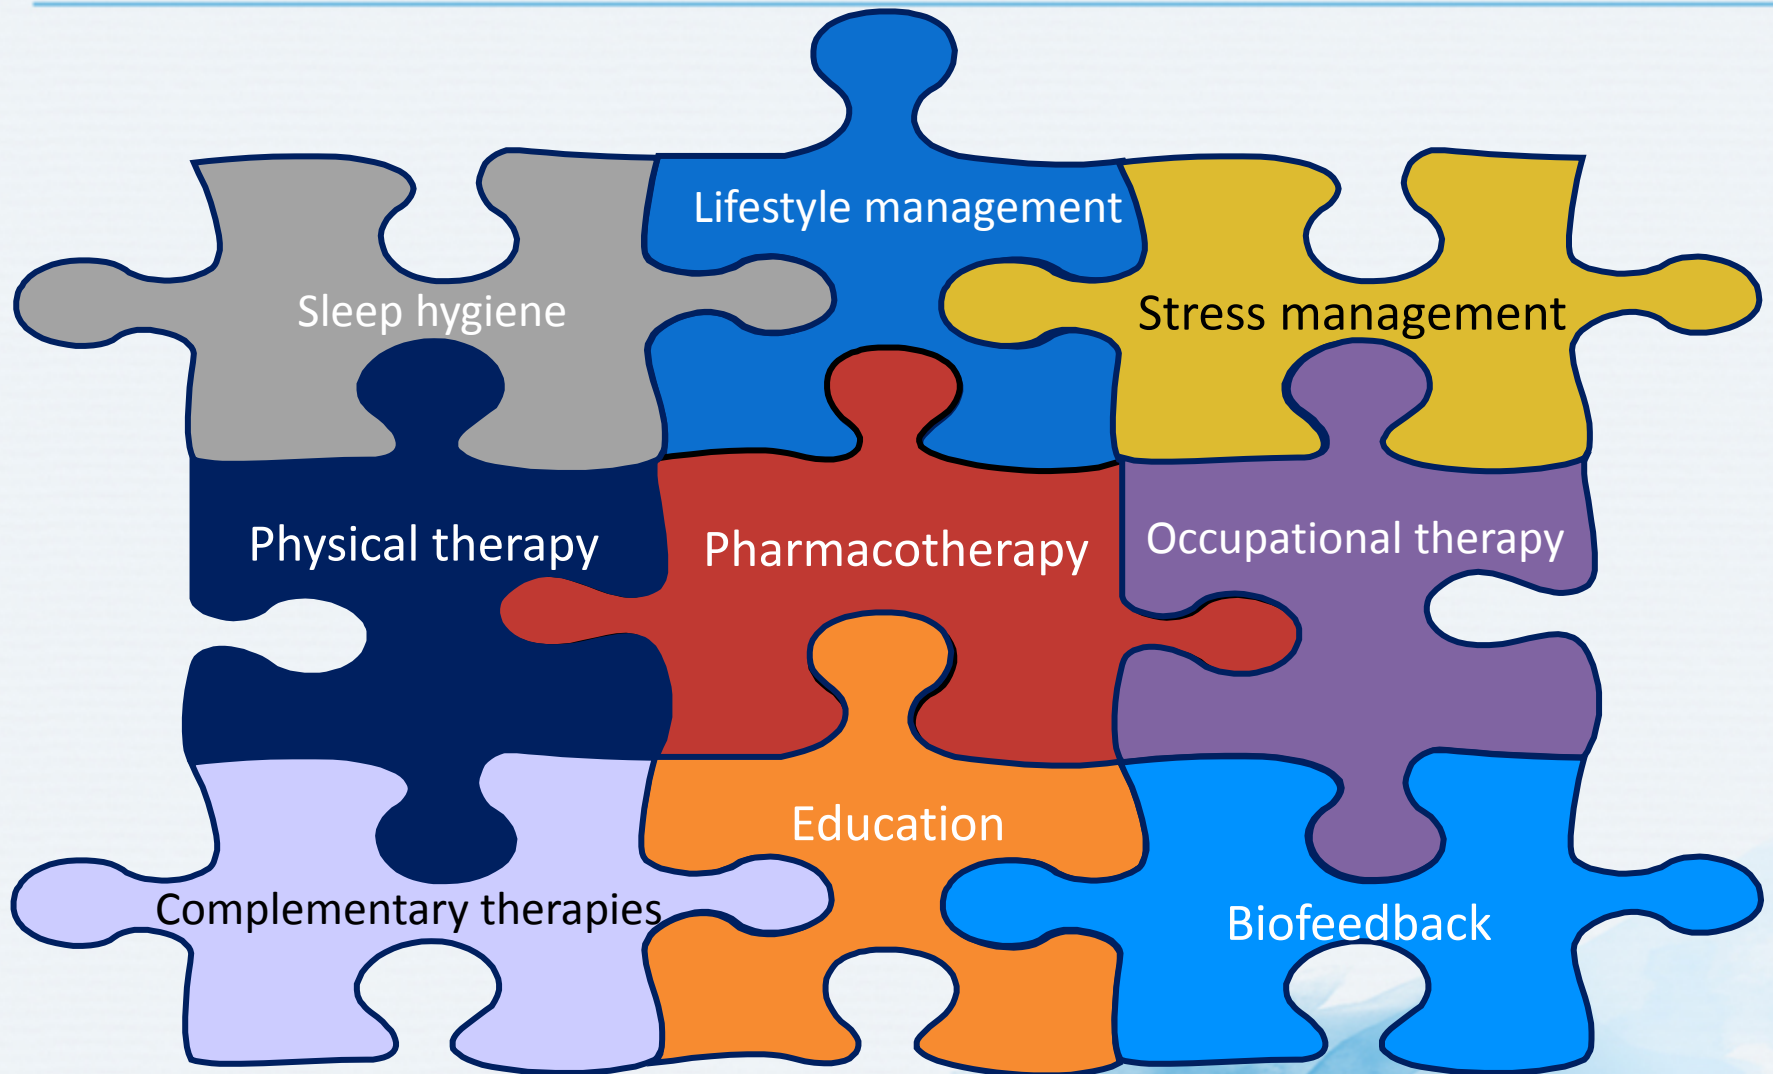 Lifestyle management
Sleep hygiene
Stress management
Physical therapy
Pharmacotherapy
Occupational therapy
Education
Complementary therapies
Biofeedback